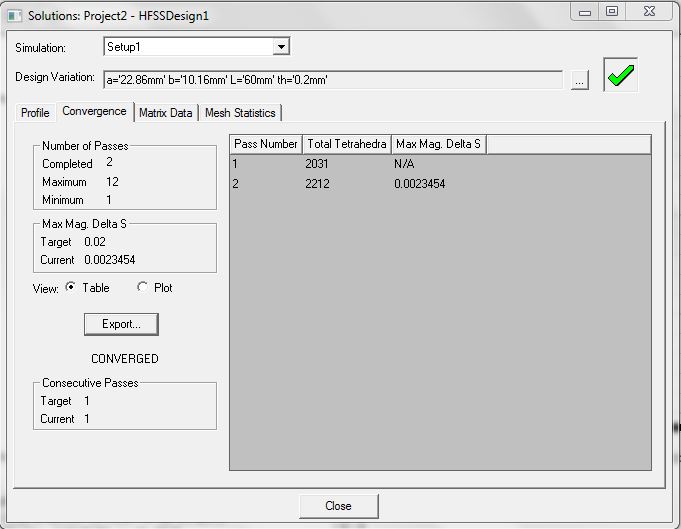 Solutions: Project2 - HFSSDesign1
Simulation: Setup1
Design Variation: a='22.86mm' b='10.16mm' L='60mm' th='0.2mm' ...
Profile Convergence Matrix Data Mesh Statistics
Number of Passes
Completed 2
Maximum 12
Minimum 1
Max Mag. Delta S
Target 0.02
Current 0.0023454
View: Table Plot
Export...
CONVERGED
Consecutive Passes
Target 1
Current 1
Pass Number Total Tetrahedra Max Mag. Delta S
1 2031 N/A
2 2212 0.0023454
Close